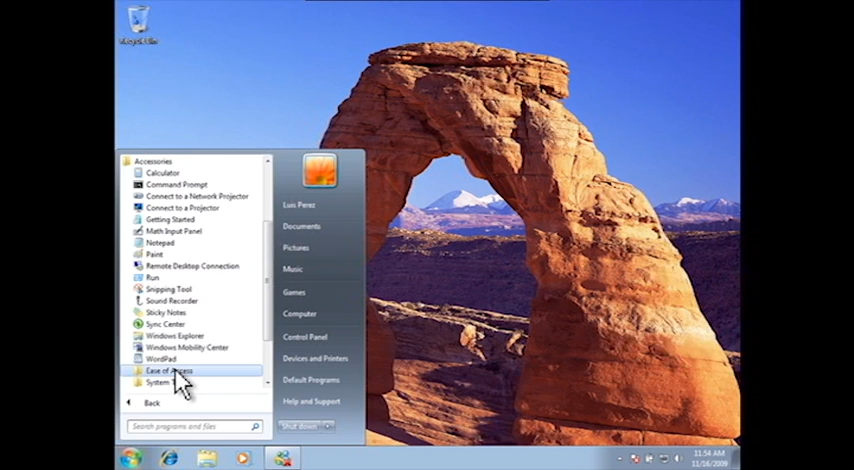 Recycle Bin
Accessories
Calculator
Command Prompt
Connect to a Network Projector
Connect to a Projector
Getting Started
Math Input Panel
Notepad
Paint
Remote Desktop Connection
Run
Snipping Tool
Sound Recorder
Sticky Notes
Sync Center
Windows Explorer
Windows Mobility Center
WordPad
Ease of Access
System
Back
Search programs and files
Luis Perez
Documents
Pictures
Music
Games
Computer
Control Panel
Devices and Printers
Default Programs
Help and Support
Shut down
11:54 AM
11/16/2009